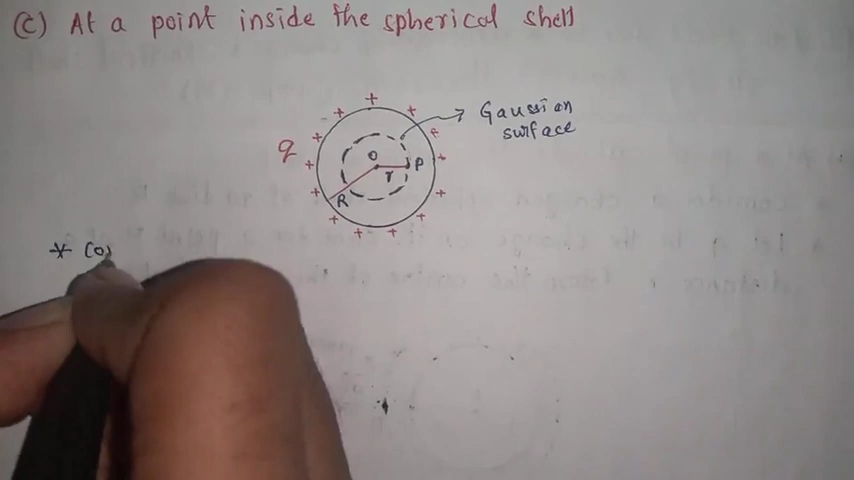 (C) At a point inside the spherical shell
Gaussian
surface
q
O
P
r
R
* Co